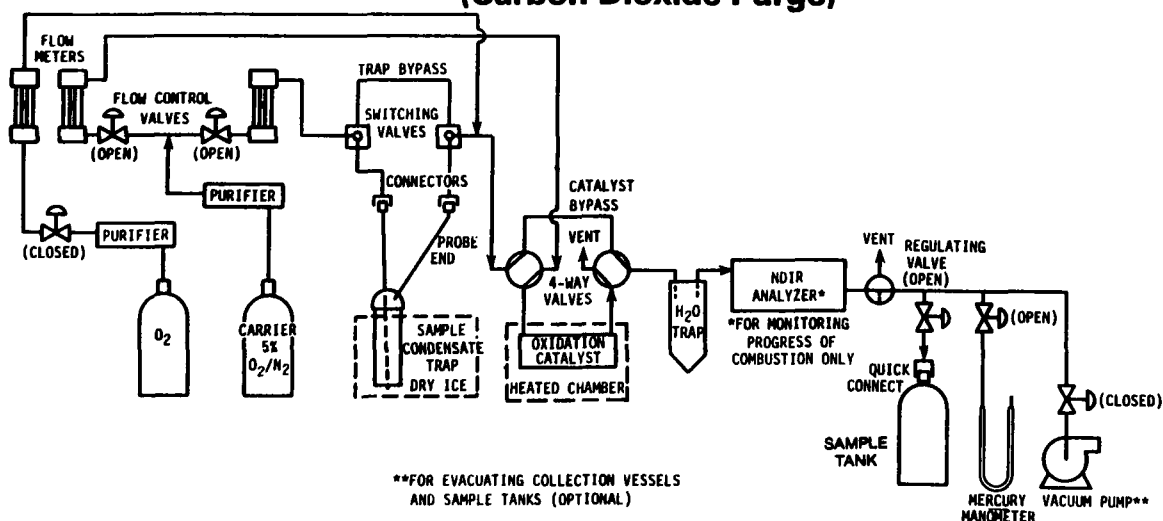 (Carbon Dioxide Purge)
FLOW
METERS
FLOW CONTROL
VALVES
(OPEN)
(OPEN)
TRAP BYPASS
SWITCHING
VALVES
CONNECTORS
PURIFIER
PURIFIER
(CLOSED)
PROBE
END
CATALYST
BYPASS
VENT
4-WAY
VALVES
O2
CARRIER
5%
O2/N2
SAMPLE
CONDENSATE
TRAP
DRY ICE
OXIDATION
CATALYST
HEATED CHAMBER
H2O
TRAP
NDIR
ANALYZER*
*FOR MONITORING
PROGRESS OF
COMBUSTION ONLY
VENT
REGULATING
VALVE
(OPEN)
(OPEN)
QUICK
CONNECT
(CLOSED)
SAMPLE
TANK
MERCURY
MANOMETER
VACUUM PUMP**
**FOR EVACUATING COLLECTION VESSELS
AND SAMPLE TANKS (OPTIONAL)